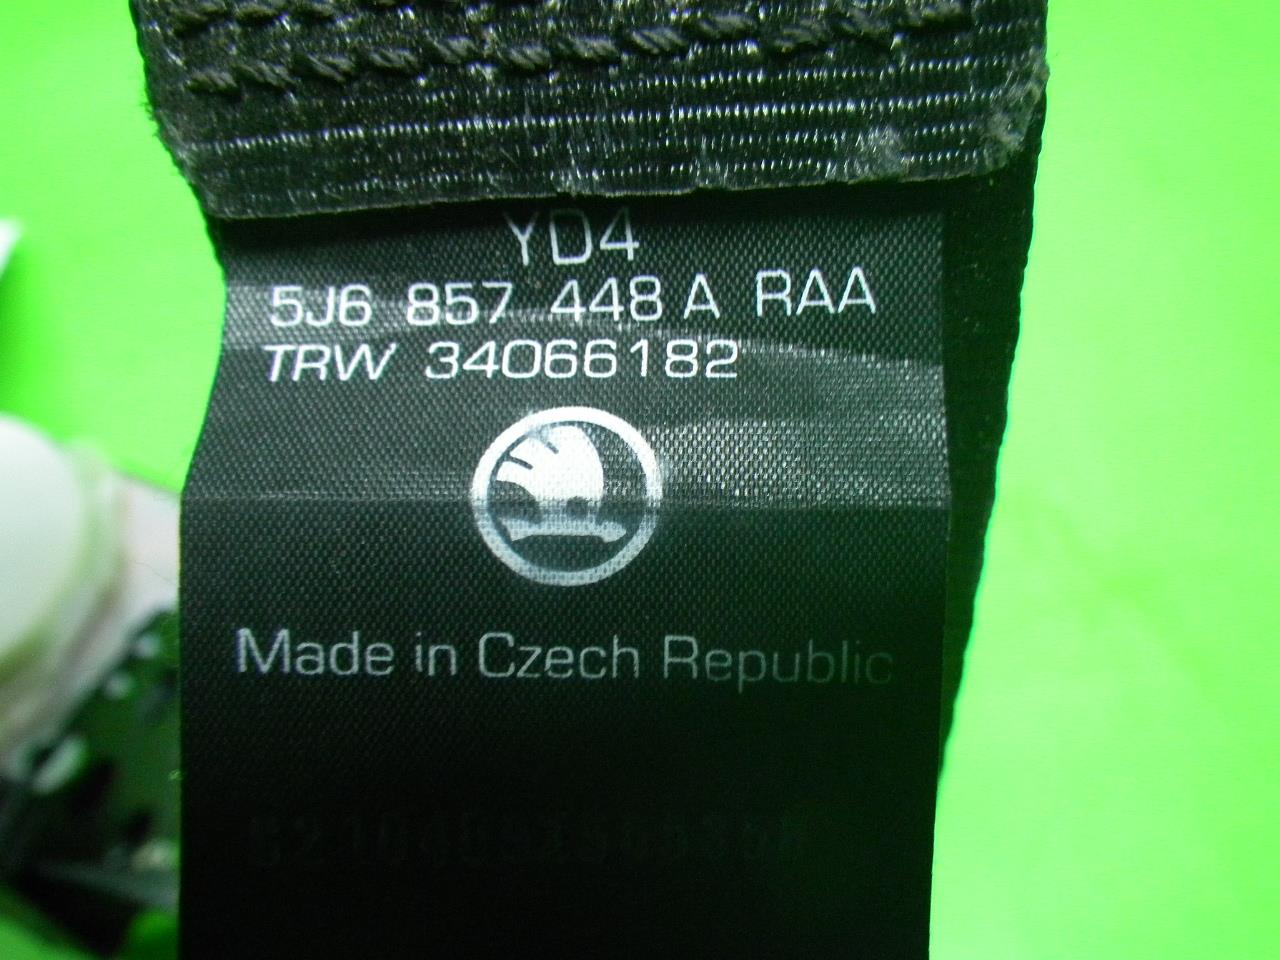 YD4
5J6 857 448 A RAA
TRW 34066182
Made in Czech Republic